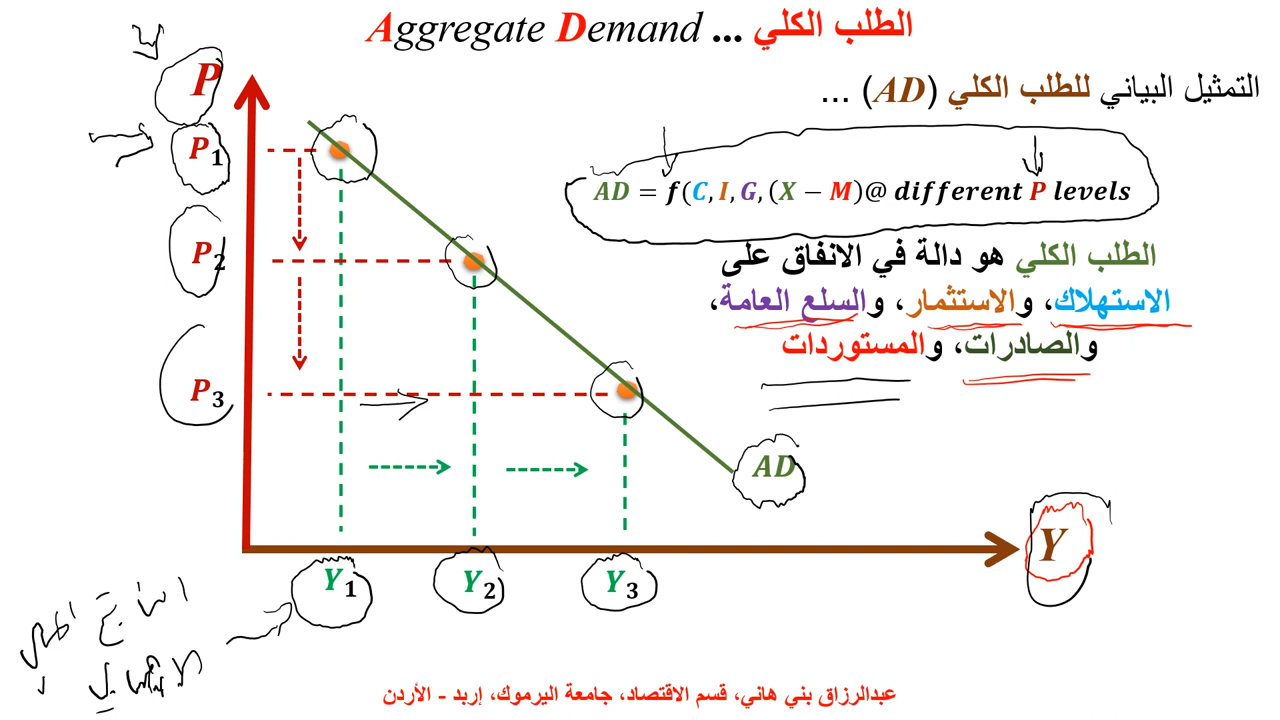 Aggregate Demand ... الطلب الكلي
التمثيل البياني للطلب الكلي (AD) ...
AD = f(C, I, G, (X − M)@ different P levels
الطلب الكلي هو دالة في الانفاق على
الاستهلاك، والاستثمار، والسلع العامة،
والصادرات، والمستوردات
P
P1
P2
P3
AD
Y
Y1 Y2 Y3
عبدالرزاق بني هاني، قسم الاقتصاد، جامعة اليرموك، إربد - الأردن